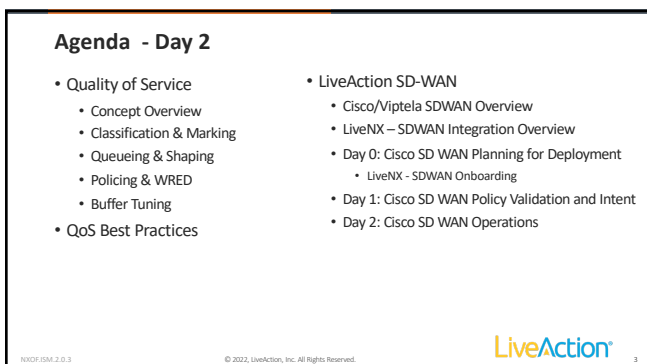 Agenda - Day 2
• Quality of Service
• Concept Overview
• Classification & Marking
• Queueing & Shaping
• Policing & WRED
• Buffer Tuning
• QoS Best Practices
• LiveAction SD-WAN
• Cisco/Viptela SDWAN Overview
• LiveNX – SDWAN Integration Overview
• Day 0: Cisco SD WAN Planning for Deployment
• LiveNX - SDWAN Onboarding
• Day 1: Cisco SD WAN Policy Validation and Intent
• Day 2: Cisco SD WAN Operations
NXOF.ISM.2.0.3
© 2022, LiveAction, Inc. All Rights Reserved.
LiveAction®
3